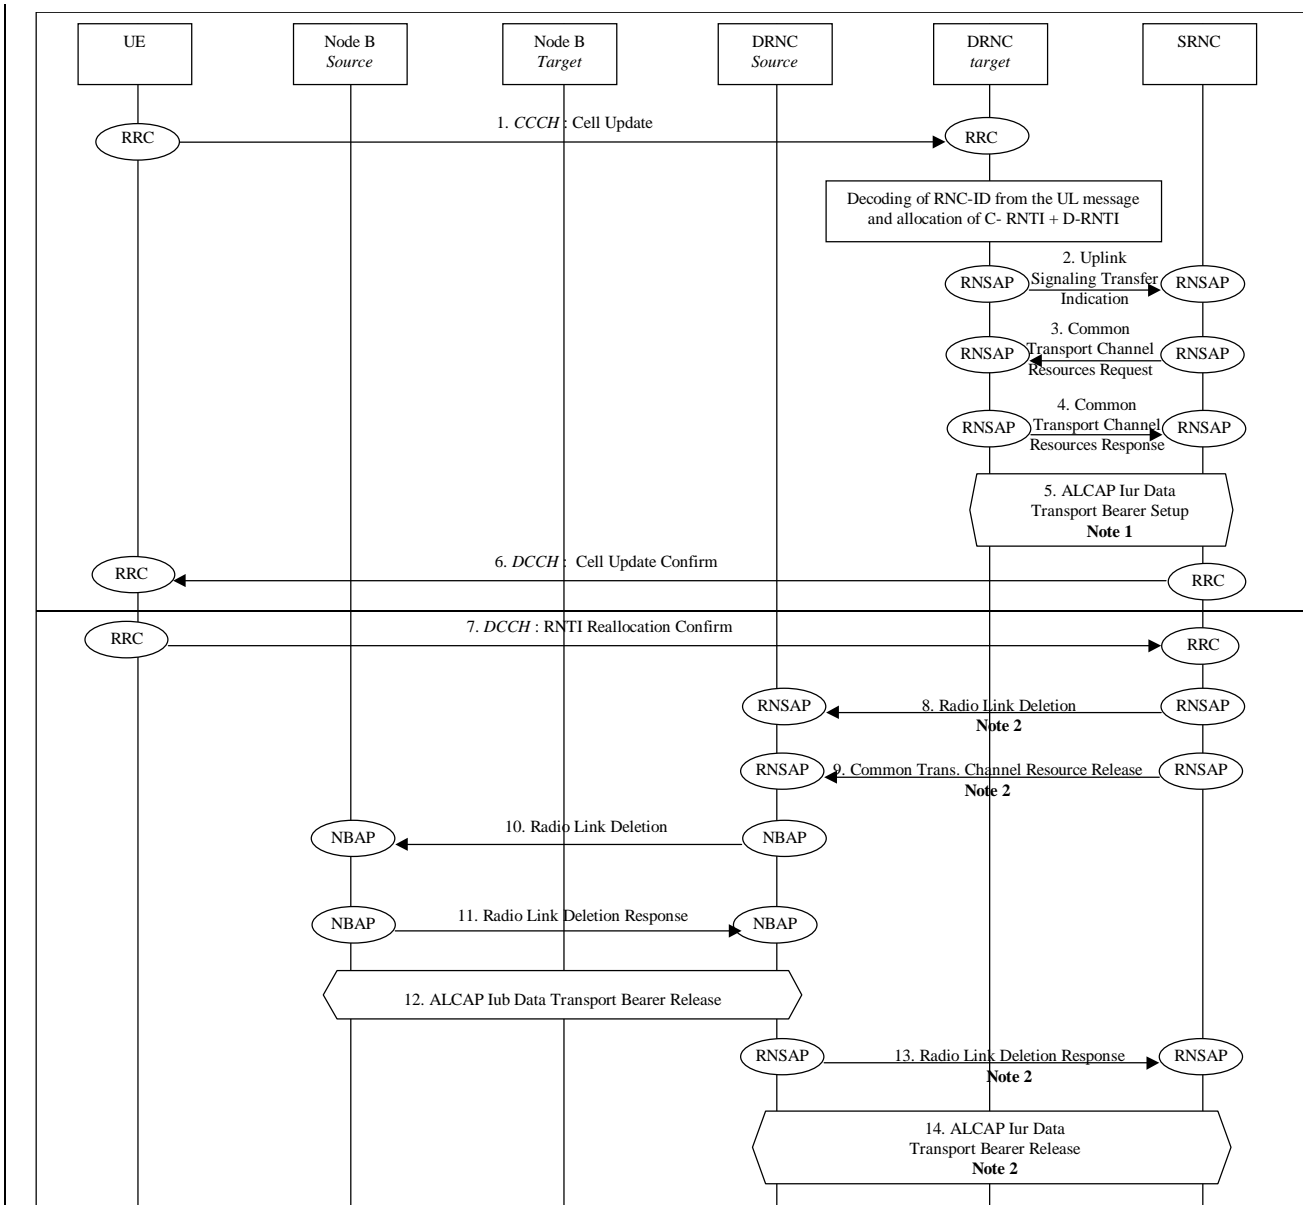 UE
Node B
Source
Node B
Target
DRNC
Source
DRNC
target
SRNC
1. CCCH : Cell Update
RRC
RRC
Decoding of RNC-ID from the UL message
and allocation of C- RNTI + D-RNTI
2. Uplink
Signaling Transfer
Indication
RNSAP
RNSAP
3. Common
Transport Channel
Resources Request
RNSAP
RNSAP
4. Common
Transport Channel
Resources Response
RNSAP
RNSAP
5. ALCAP Iur Data
Transport Bearer Setup
Note 1
6. DCCH : Cell Update Confirm
RRC
RRC
7. DCCH : RNTI Reallocation Confirm
RRC
RRC
8. Radio Link Deletion
Note 2
RNSAP
RNSAP
9. Common Trans. Channel Resource Release
Note 2
RNSAP
RNSAP
10. Radio Link Deletion
NBAP
NBAP
11. Radio Link Deletion Response
NBAP
NBAP
12. ALCAP Iub Data Transport Bearer Release
RNSAP
13. Radio Link Deletion Response
Note 2
RNSAP
14. ALCAP Iur Data
Transport Bearer Release
Note 2